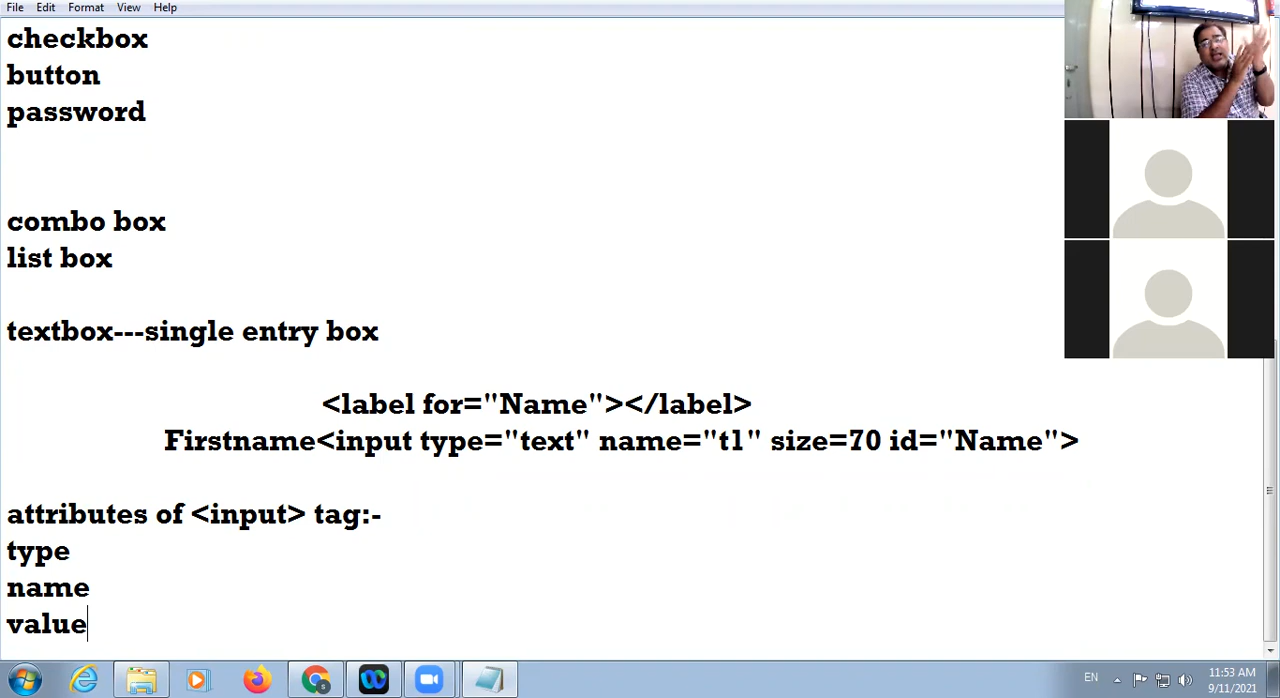 File Edit Format View Help
checkbox
button
password
combo box
list box
textbox---single entry box
<label for="Name"></label>
Firstname<input type="text" name="t1" size=70 id="Name">
attributes of <input> tag:-
type
name
value
EN
11:53 AM
9/11/2021